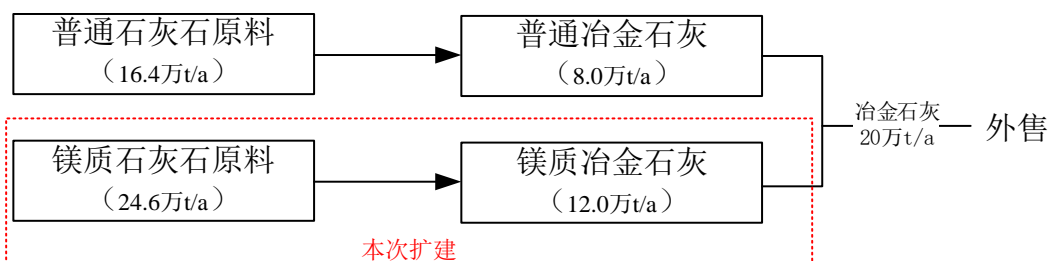 普通石灰石原料
（16.4万t/a）
普通冶金石灰
（8.0万t/a）
冶金石灰
20万t/a
外售
镁质石灰石原料
（24.6万t/a）
镁质冶金石灰
（12.0万t/a）
本次扩建